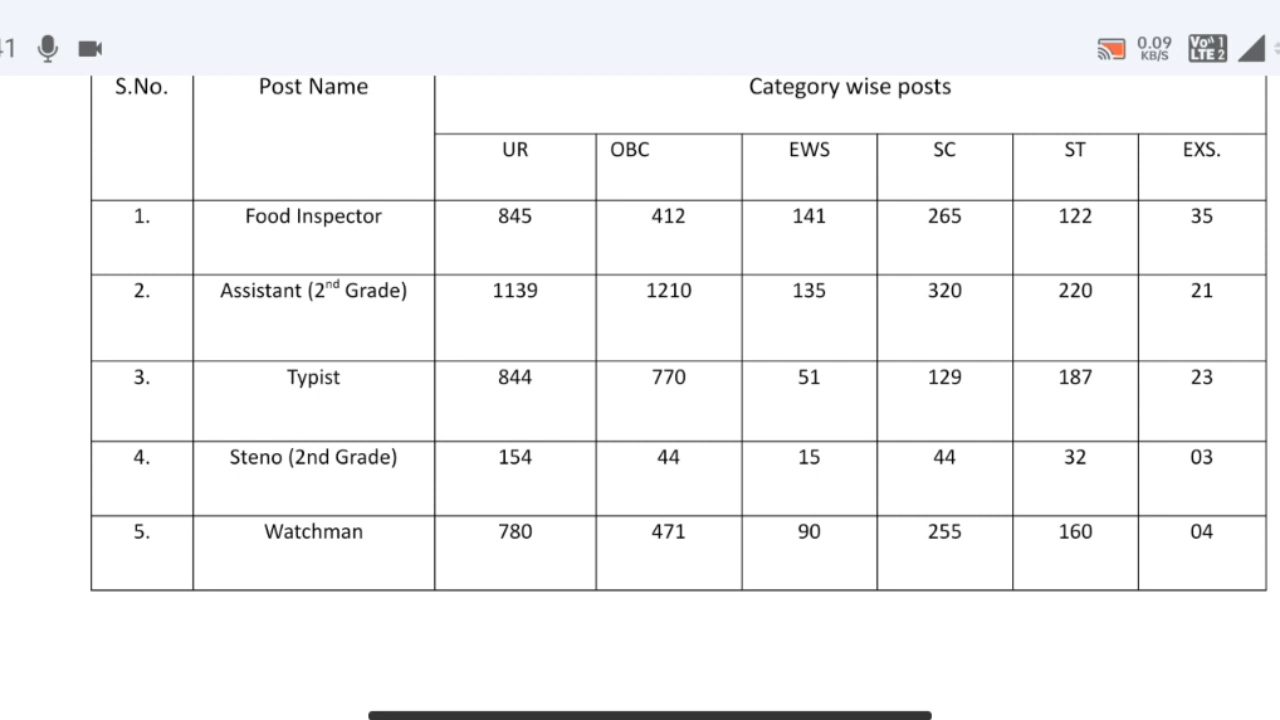 41
0.09
KB/S
Vo 1
LTE 2
S.No. Post Name Category wise posts
UR OBC EWS SC ST EXS.
1. Food Inspector 845 412 141 265 122 35
2. Assistant (2nd Grade) 1139 1210 135 320 220 21
3. Typist 844 770 51 129 187 23
4. Steno (2nd Grade) 154 44 15 44 32 03
5. Watchman 780 471 90 255 160 04